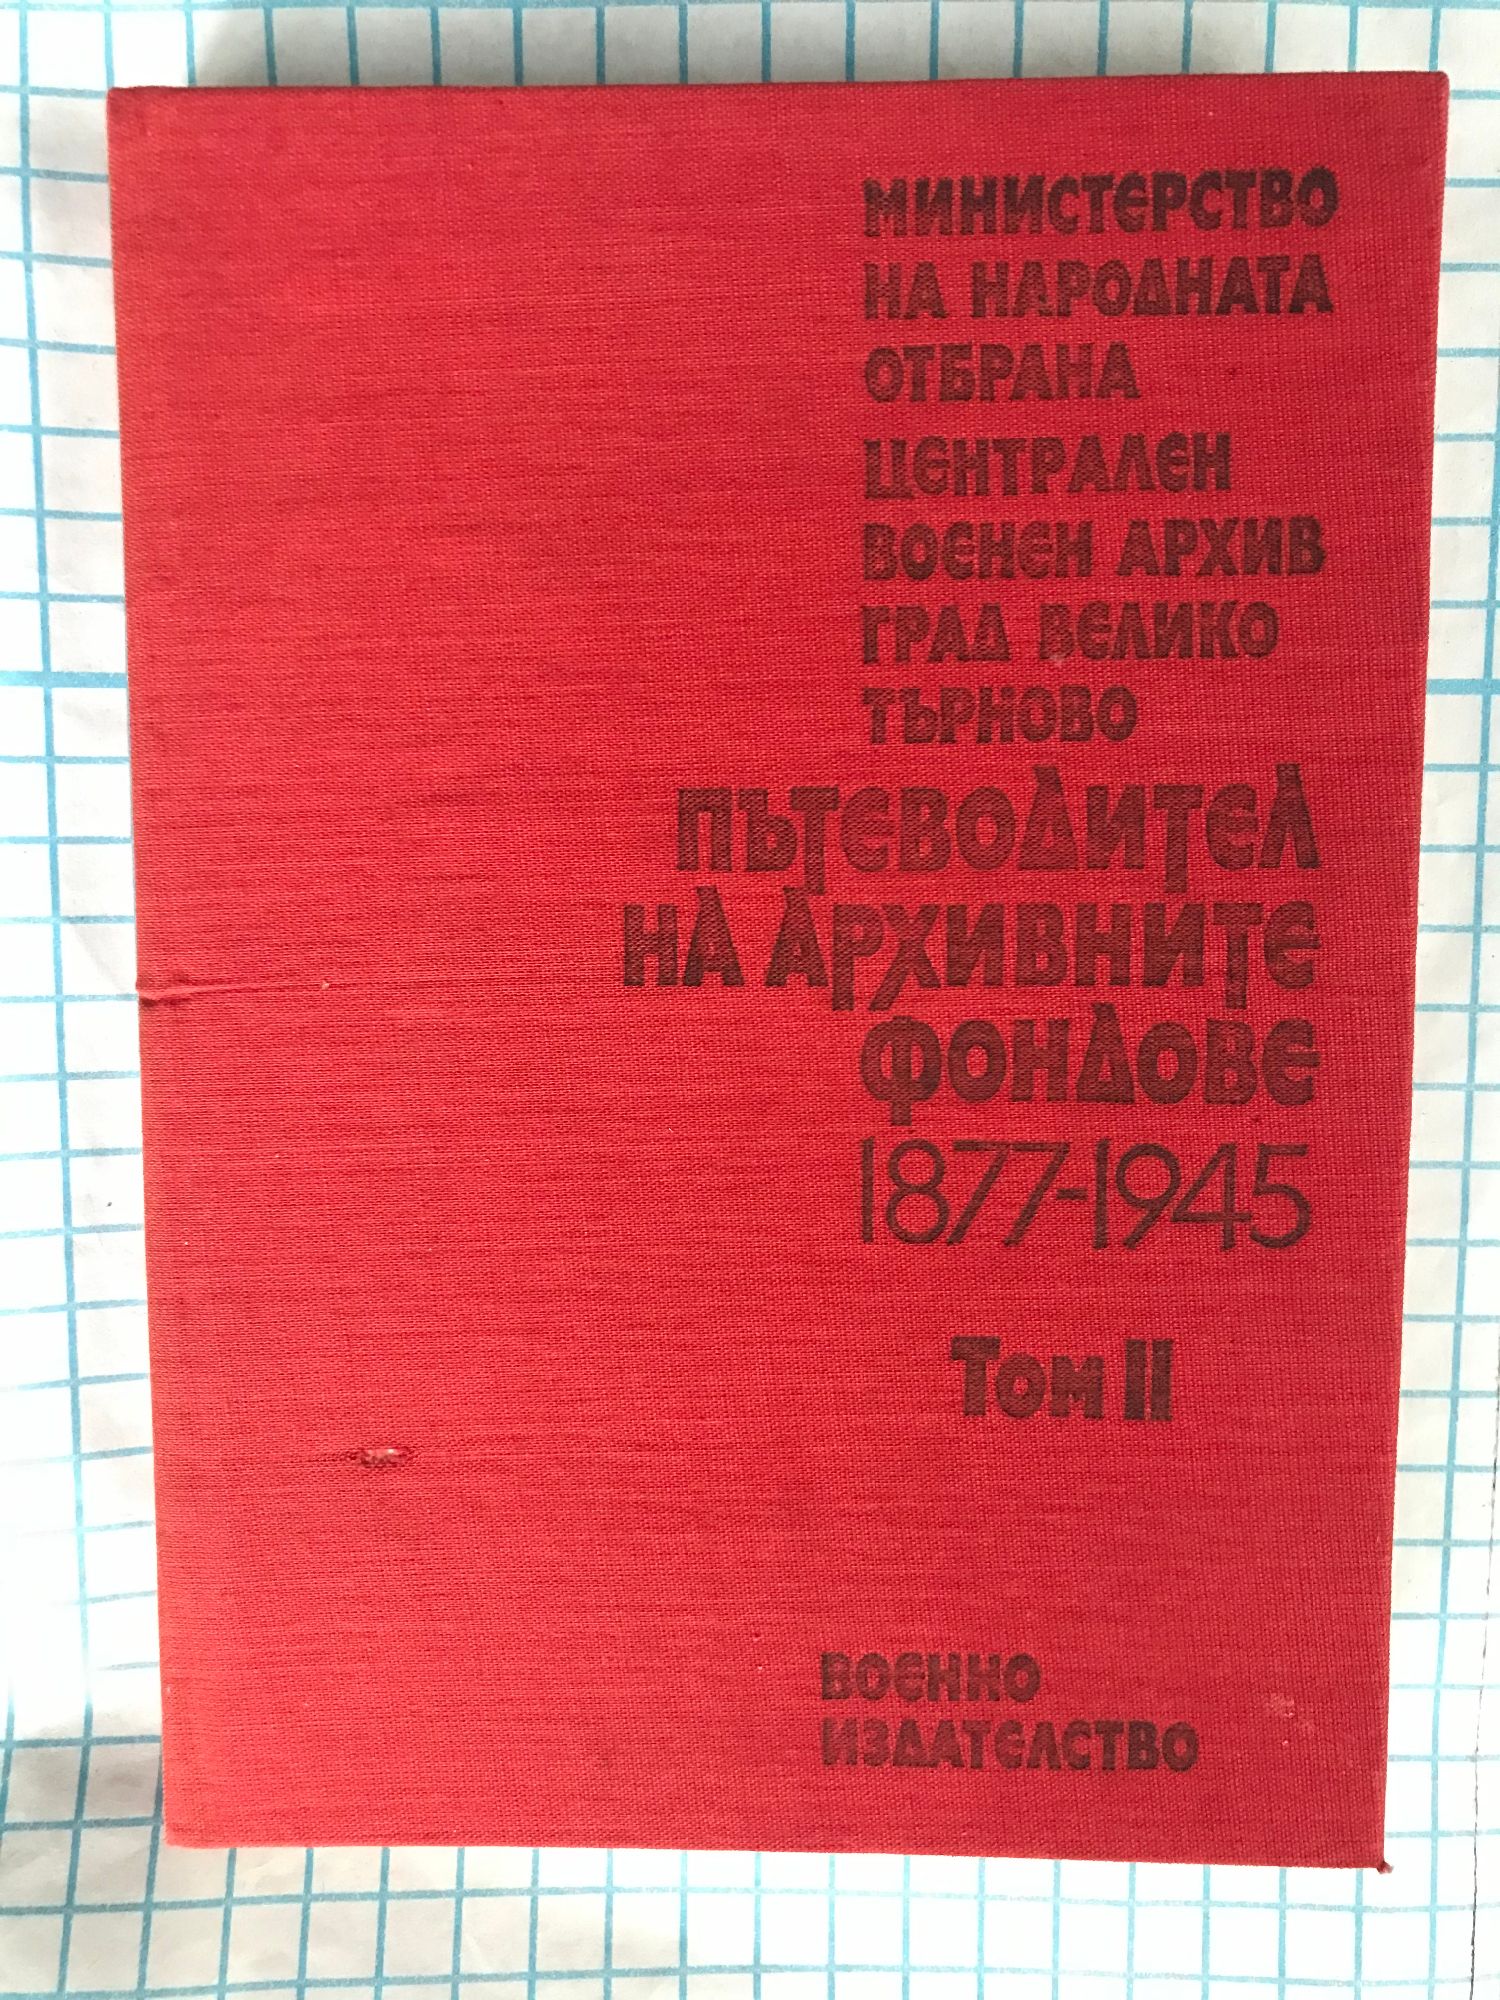 МИНИСТЕРСТВО
НА НАРОДНАТА
ОТБРАНА
ЦЕНТРАЛЕН
ВОЕНЕН АРХИВ
ГРАД ВЕЛИКО
ТЪРНОВО
ПЪТЕВОДИТЕЛ
НА АРХИВНИТЕ
ФОНДОВЕ
1877-1945
Том II
ВОЕННО
ИЗДАТЕЛСТВО